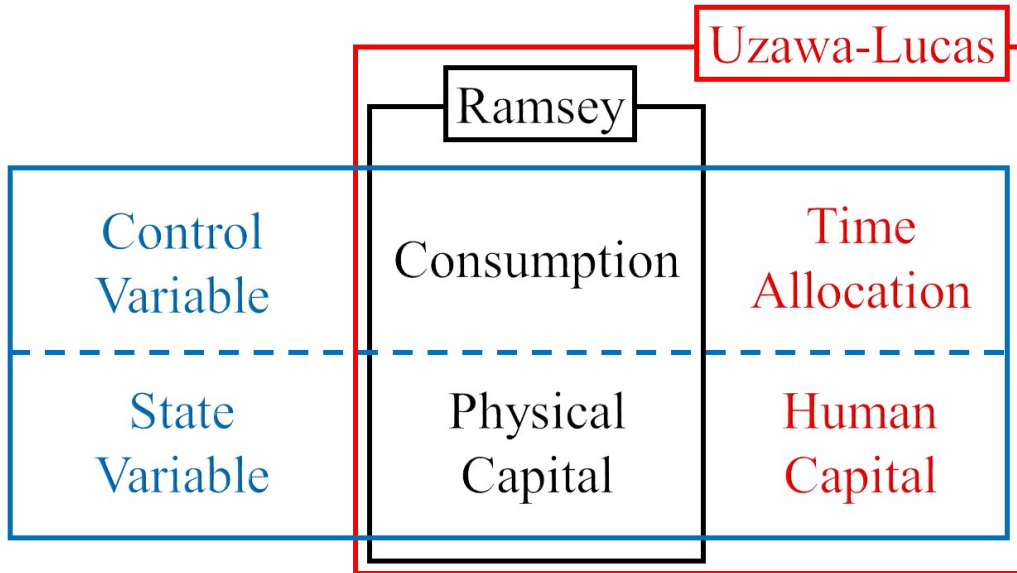 Uzawa-Lucas
Ramsey
Control
Variable
Consumption
Time
Allocation
State
Variable
Physical
Capital
Human
Capital